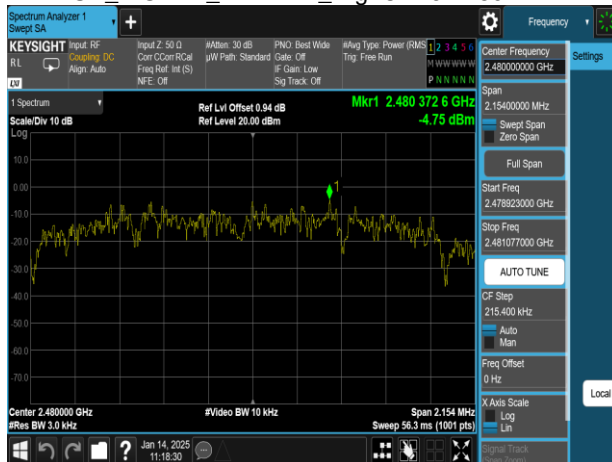 Spectrum Analyzer 1
Swept SA
+
Frequency
KEYSIGHT
RL
LXI
Input: RF
Coupling: DC
Align: Auto
Input Z: 50 Ω
Corr CCorr RCal
Freq Ref: Int (S)
NFE: Off
#Atten: 30 dB
µW Path: Standard
PNO: Best Wide
Gate: Off
IF Gain: Low
Sig Track: Off
#Avg Type: Power (RMS
Trig: Free Run
1 2 3 4 5 6
M W W W W W
P N N N N N
1 Spectrum
Scale/Div 10 dB
Log
Ref Lvl Offset 0.94 dB
Ref Level 20.00 dBm
Mkr1 2.480 372 6 GHz
-4.75 dBm
1
10.0
0.00
-10.0
-20.0
-30.0
-40.0
-50.0
-60.0
-70.0
Center 2.480000 GHz
#Res BW 3.0 kHz
#Video BW 10 kHz
Span 2.154 MHz
Sweep 56.3 ms (1001 pts)
Jan 14, 2025
11:18:30
?
Center Frequency
2.480000000 GHz
Settings
Span
2.15400000 MHz
Swept Span
Zero Span
Full Span
Start Freq
2.478923000 GHz
Stop Freq
2.481077000 GHz
AUTO TUNE
CF Step
215.400 kHz
Auto
Man
Freq Offset
0 Hz
X Axis Scale
Log
Lin
Local
Signal Track
(Span Zoom)